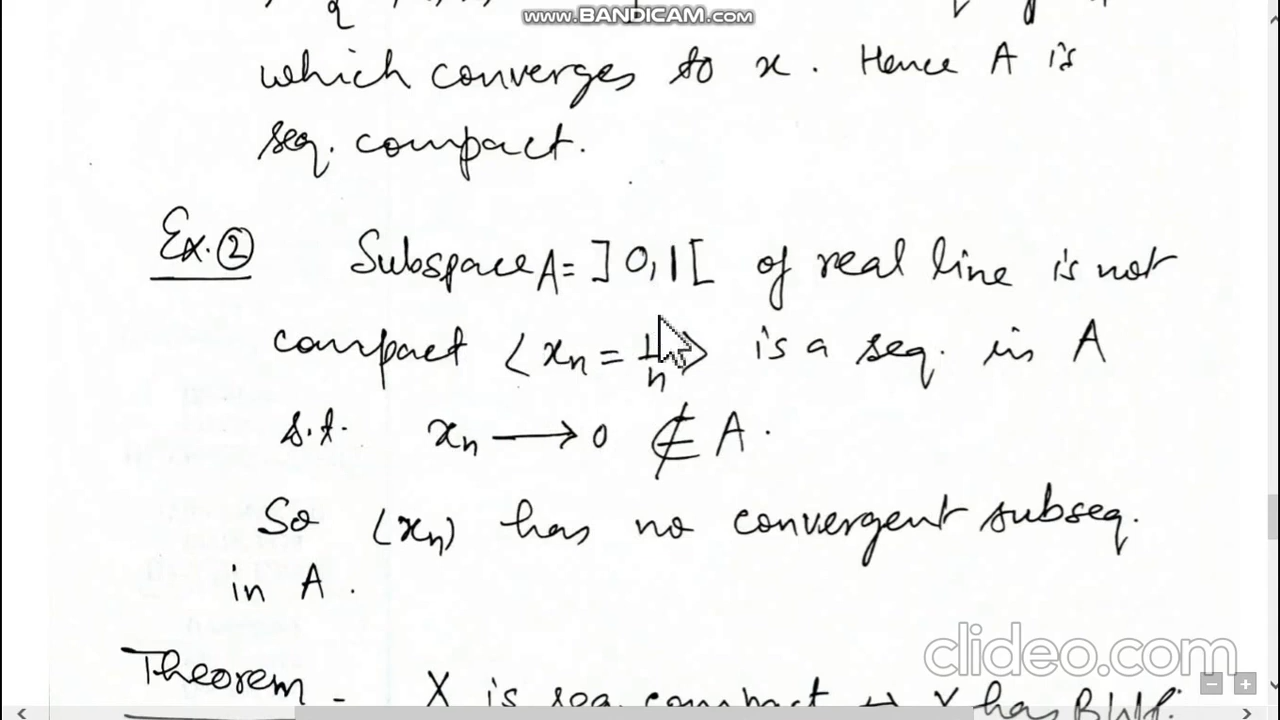 WWW.BANDICAM.COM
which converges to x. Hence A is
seq. compact.
Ex. ② Subspace A = ]0,1[ of real line is not
compact ⟨xn = 1/n⟩ is a seq. in A
s.t. xn ⟶ 0 ∉ A.
So (xn) has no convergent subseq.
in A.
Theorem - X is seq. compact ↔ X has BWP.
clideo.com